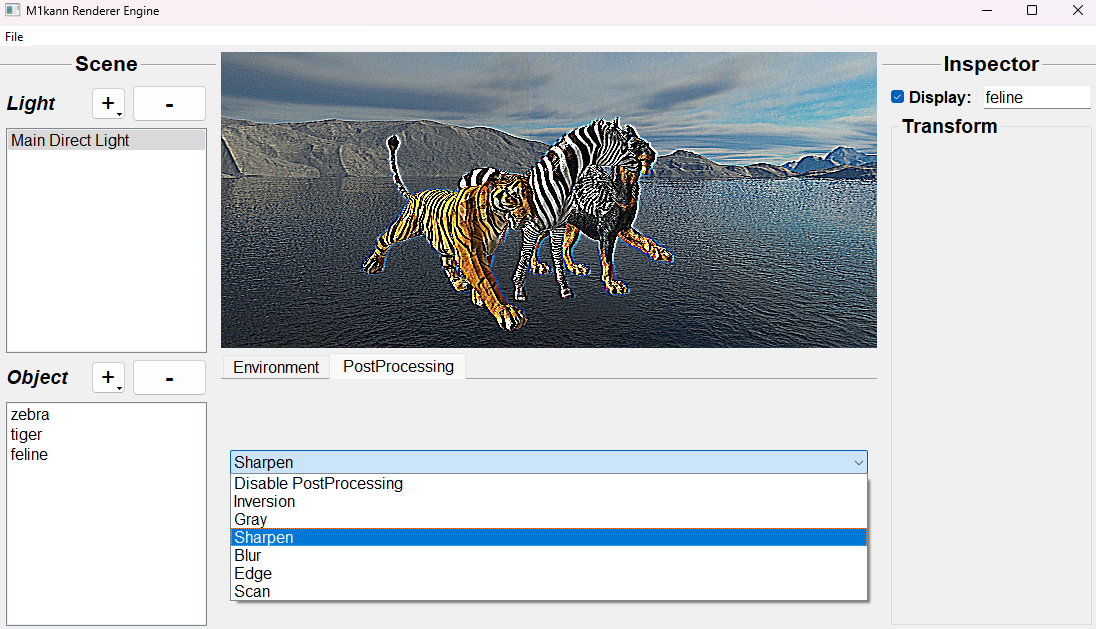 M1kann Renderer Engine
File
Scene
Light + -
Main Direct Light
Object + -
zebra
tiger
feline
Environment PostProcessing
Sharpen
Disable PostProcessing
Inversion
Gray
Sharpen
Blur
Edge
Scan
Inspector
Display: feline
Transform